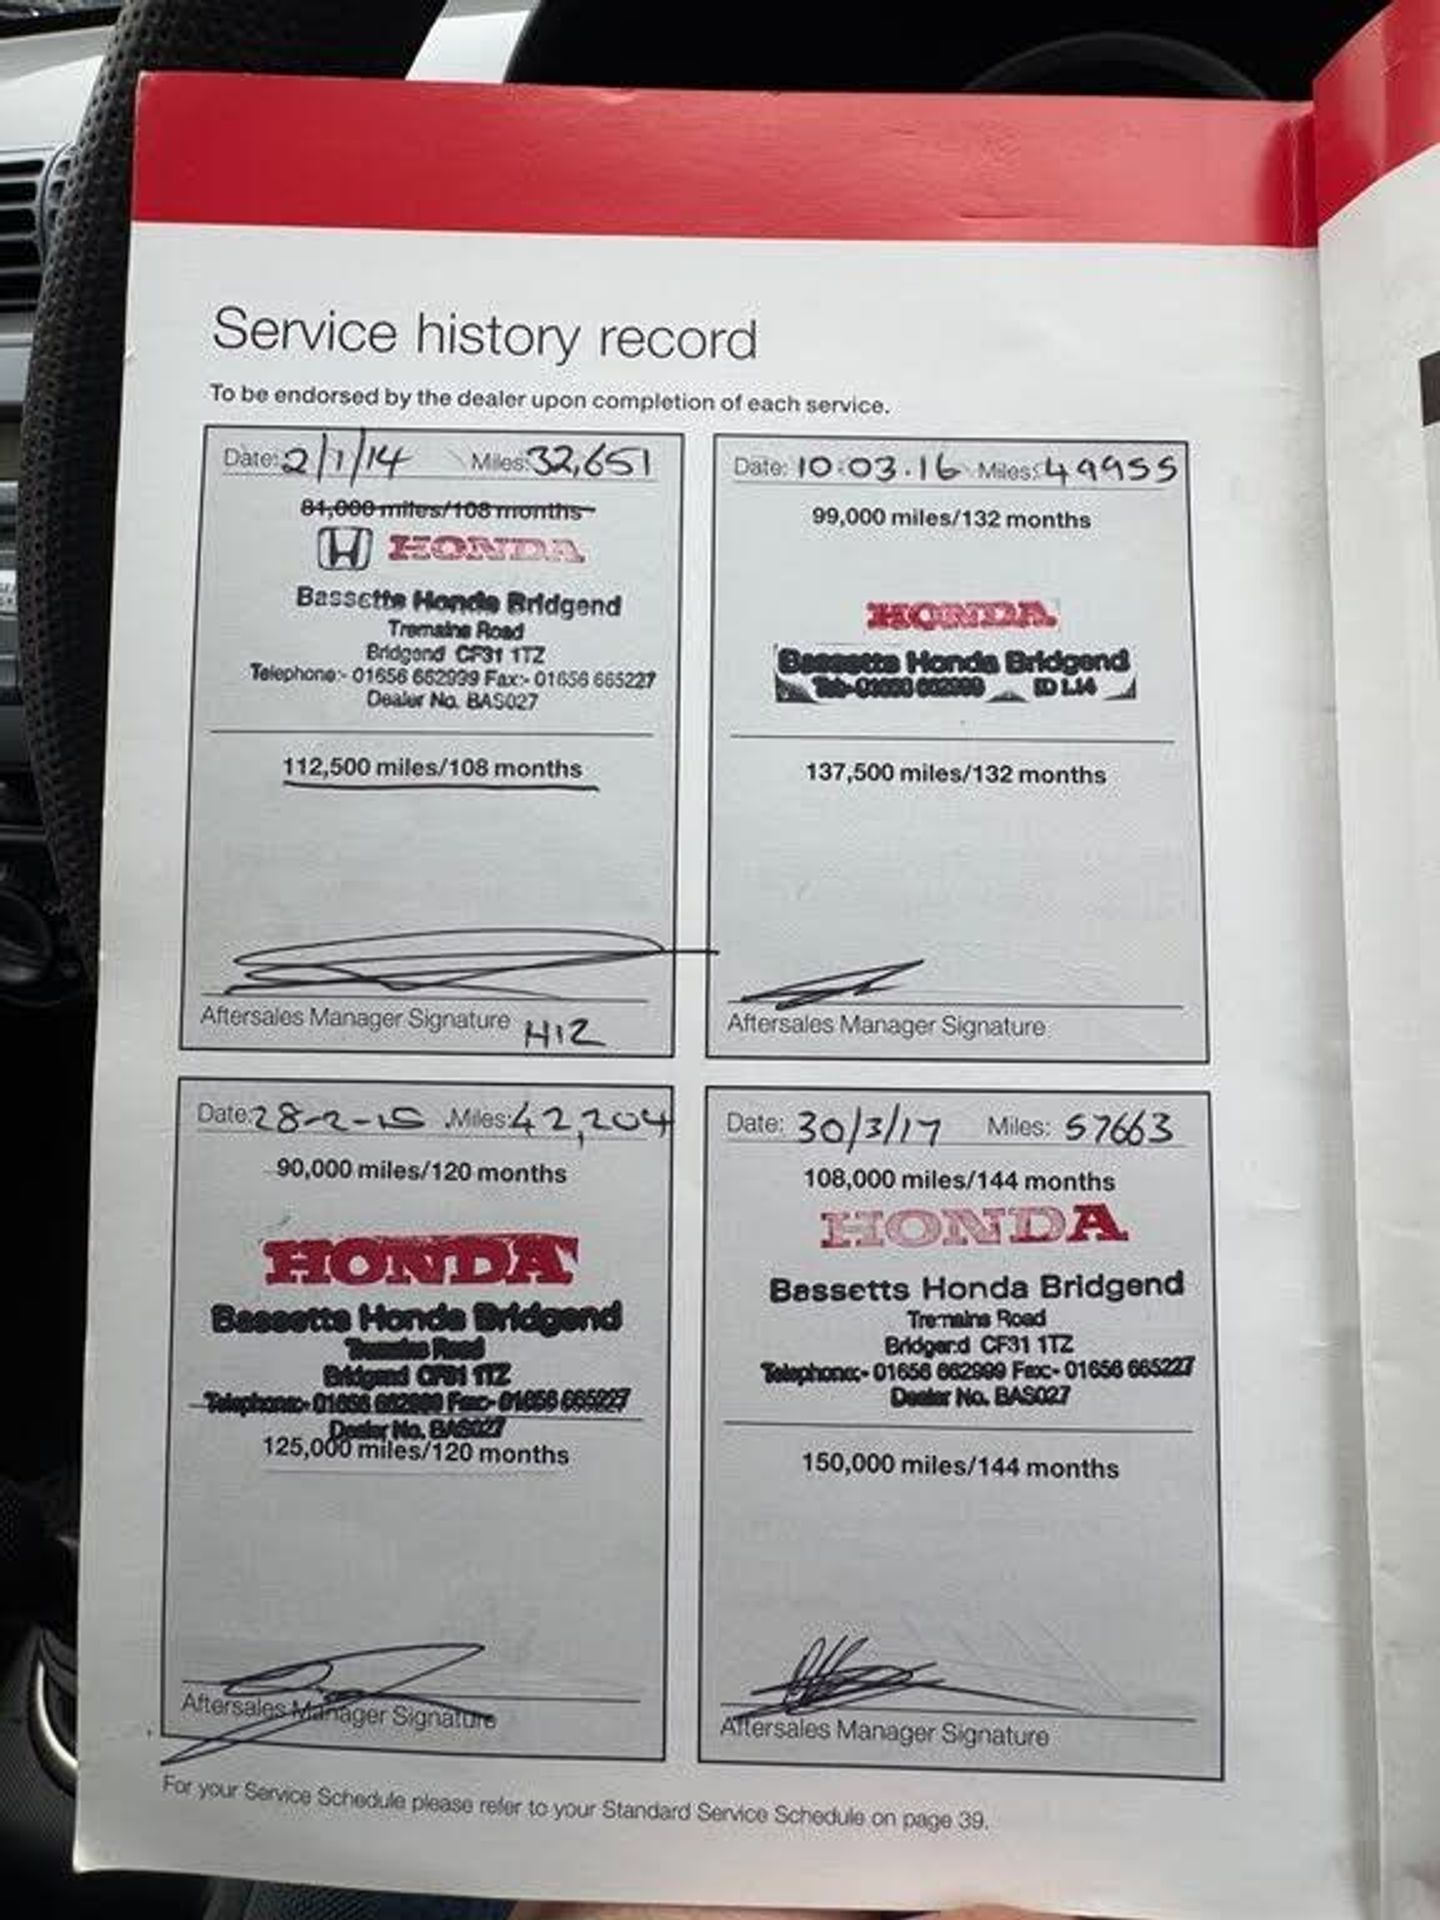 Service history record
To be endorsed by the dealer upon completion of each service.
Date: 2/1/14 Miles: 32,651
81,000 miles/108 months
HONDA
Bassetts Honda Bridgend
Tremains Road
Bridgend CF31 1TZ
Telephone:- 01656 662999 Fax:- 01656 665227
Dealer No. BAS027
112,500 miles/108 months
Aftersales Manager Signature H12
Date: 10.03.16 Miles: 49955
99,000 miles/132 months
HONDA
Bassetts Honda Bridgend
Tel:-01656 662999
137,500 miles/132 months
Aftersales Manager Signature
Date: 28-2-15 Miles: 42,204
90,000 miles/120 months
HONDA
Bassetts Honda Bridgend
Tremains Road
Bridgend CF31 1TZ
Telephone:- 01656 662999 Fax:- 01656 665227
Dealer No. BAS027
125,000 miles/120 months
Aftersales Manager Signature
Date: 30/3/17 Miles: 57663
108,000 miles/144 months
HONDA
Bassetts Honda Bridgend
Tremains Road
Bridgend CF31 1TZ
Telephone:- 01656 662999 Fax:- 01656 665227
Dealer No. BAS027
150,000 miles/144 months
Aftersales Manager Signature
For your Service Schedule please refer to your Standard Service Schedule on page 39.